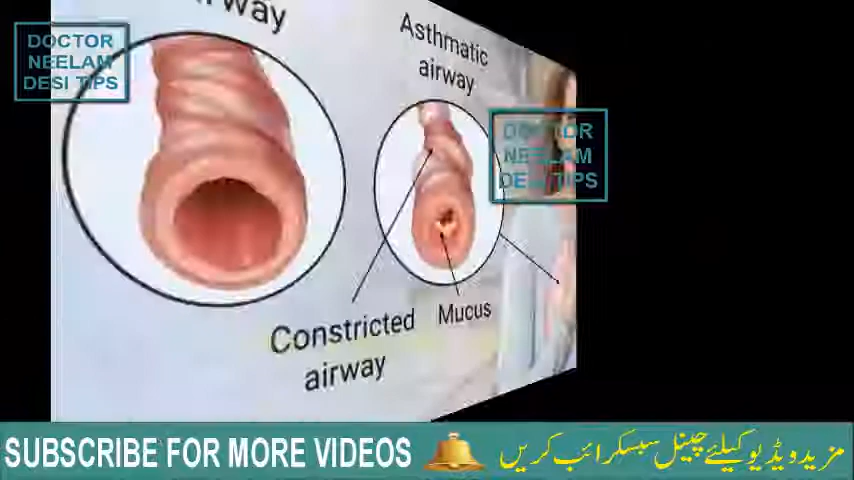 Asthmatic
airway
DOCTOR
NEELAM
DESI TIPS
DOCTOR
NEELAM
DESI TIPS
Constricted
airway
Mucus
SUBSCRIBE FOR MORE VIDEOS
مزید ویڈیو کیلئے چینل سبسکرائب کریں